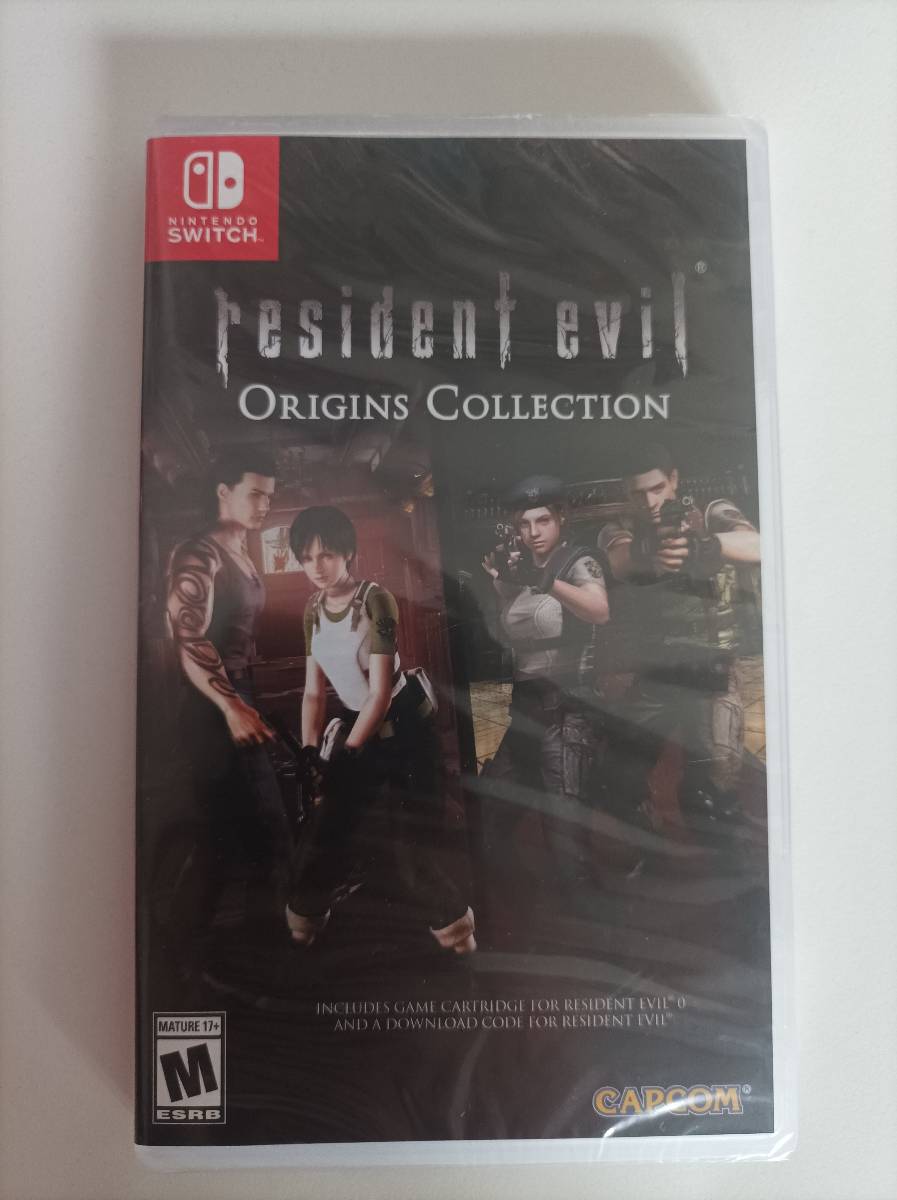 NINTENDO
SWITCH™
resident evil®
ORIGINS COLLECTION
INCLUDES GAME CARTRIDGE FOR RESIDENT EVIL® 0
AND A DOWNLOAD CODE FOR RESIDENT EVIL®
MATURE 17+
M
ESRB
CAPCOM®